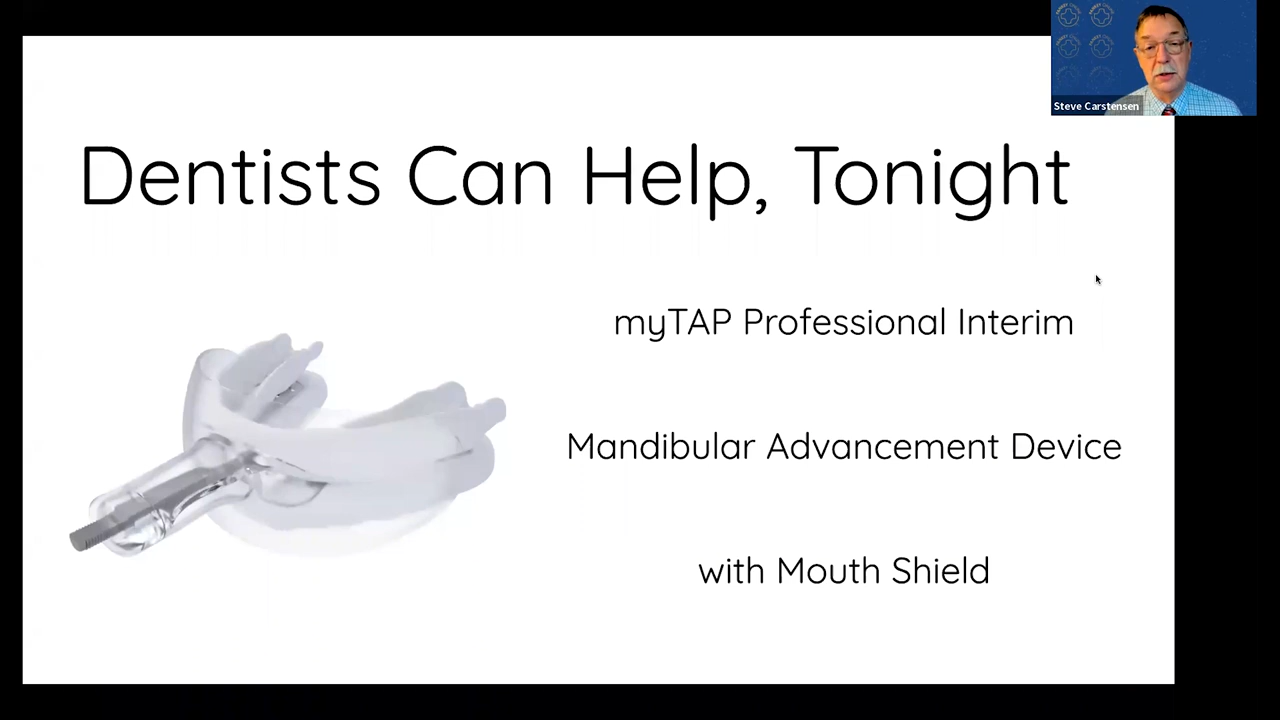 Steve Carstensen
Dentists Can Help, Tonight
myTAP Professional Interim
Mandibular Advancement Device
with Mouth Shield